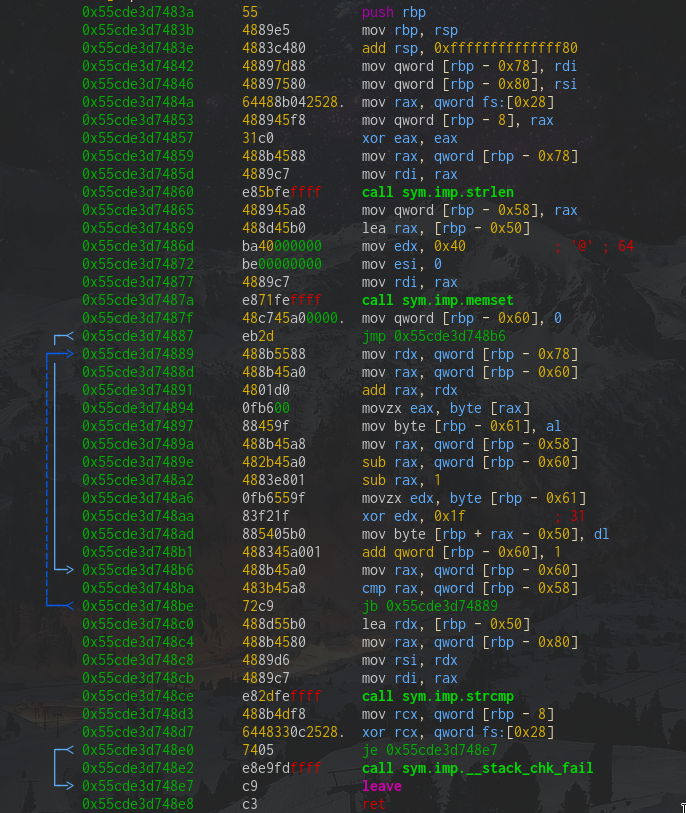 0x55cde3d7483a 55 push rbp
0x55cde3d7483b 4889e5 mov rbp, rsp
0x55cde3d7483e 4883c480 add rsp, 0xffffffffffffff80
0x55cde3d74842 48897d88 mov qword [rbp - 0x78], rdi
0x55cde3d74846 48897580 mov qword [rbp - 0x80], rsi
0x55cde3d7484a 64488b042528. mov rax, qword fs:[0x28]
0x55cde3d74853 488945f8 mov qword [rbp - 8], rax
0x55cde3d74857 31c0 xor eax, eax
0x55cde3d74859 488b4588 mov rax, qword [rbp - 0x78]
0x55cde3d7485d 4889c7 mov rdi, rax
0x55cde3d74860 e85bfeffff call sym.imp.strlen
0x55cde3d74865 488945a8 mov qword [rbp - 0x58], rax
0x55cde3d74869 488d45b0 lea rax, [rbp - 0x50]
0x55cde3d7486d ba40000000 mov edx, 0x40 ; '@' ; 64
0x55cde3d74872 be00000000 mov esi, 0
0x55cde3d74877 4889c7 mov rdi, rax
0x55cde3d7487a e871feffff call sym.imp.memset
0x55cde3d7487f 48c745a00000. mov qword [rbp - 0x60], 0
0x55cde3d74887 eb2d jmp 0x55cde3d748b6
0x55cde3d74889 488b5588 mov rdx, qword [rbp - 0x78]
0x55cde3d7488d 488b45a0 mov rax, qword [rbp - 0x60]
0x55cde3d74891 4801d0 add rax, rdx
0x55cde3d74894 0fb600 movzx eax, byte [rax]
0x55cde3d74897 88459f mov byte [rbp - 0x61], al
0x55cde3d7489a 488b45a8 mov rax, qword [rbp - 0x58]
0x55cde3d7489e 482b45a0 sub rax, qword [rbp - 0x60]
0x55cde3d748a2 4883e801 sub rax, 1
0x55cde3d748a6 0fb6559f movzx edx, byte [rbp - 0x61]
0x55cde3d748aa 83f21f xor edx, 0x1f ; 31
0x55cde3d748ad 885405b0 mov byte [rbp + rax - 0x50], dl
0x55cde3d748b1 488345a001 add qword [rbp - 0x60], 1
0x55cde3d748b6 488b45a0 mov rax, qword [rbp - 0x60]
0x55cde3d748ba 483b45a8 cmp rax, qword [rbp - 0x58]
0x55cde3d748be 72c9 jb 0x55cde3d74889
0x55cde3d748c0 488d55b0 lea rdx, [rbp - 0x50]
0x55cde3d748c4 488b4580 mov rax, qword [rbp - 0x80]
0x55cde3d748c8 4889d6 mov rsi, rdx
0x55cde3d748cb 4889c7 mov rdi, rax
0x55cde3d748ce e82dfeffff call sym.imp.strcmp
0x55cde3d748d3 488b4df8 mov rcx, qword [rbp - 8]
0x55cde3d748d7 6448330c2528. xor rcx, qword fs:[0x28]
0x55cde3d748e0 7405 je 0x55cde3d748e7
0x55cde3d748e2 e8e9fdffff call sym.imp.__stack_chk_fail
0x55cde3d748e7 c9 leave
0x55cde3d748e8 c3 ret